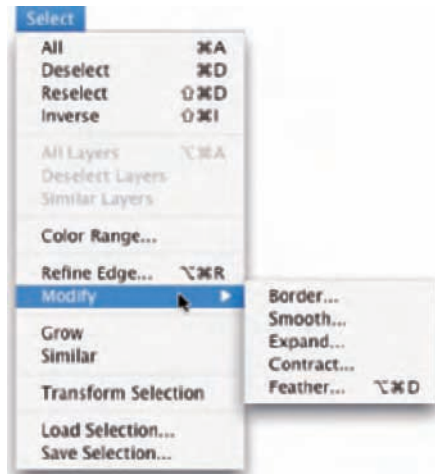 Select
All ⌘A
Deselect ⌘D
Reselect ⇧⌘D
Inverse ⇧⌘I
All Layers ⌥⌘A
Deselect Layers
Similar Layers
Color Range...
Refine Edge... ⌥⌘R
Modify ▶
Border...
Smooth...
Expand...
Contract...
Feather... ⌥⌘D
Grow
Similar
Transform Selection
Load Selection...
Save Selection...